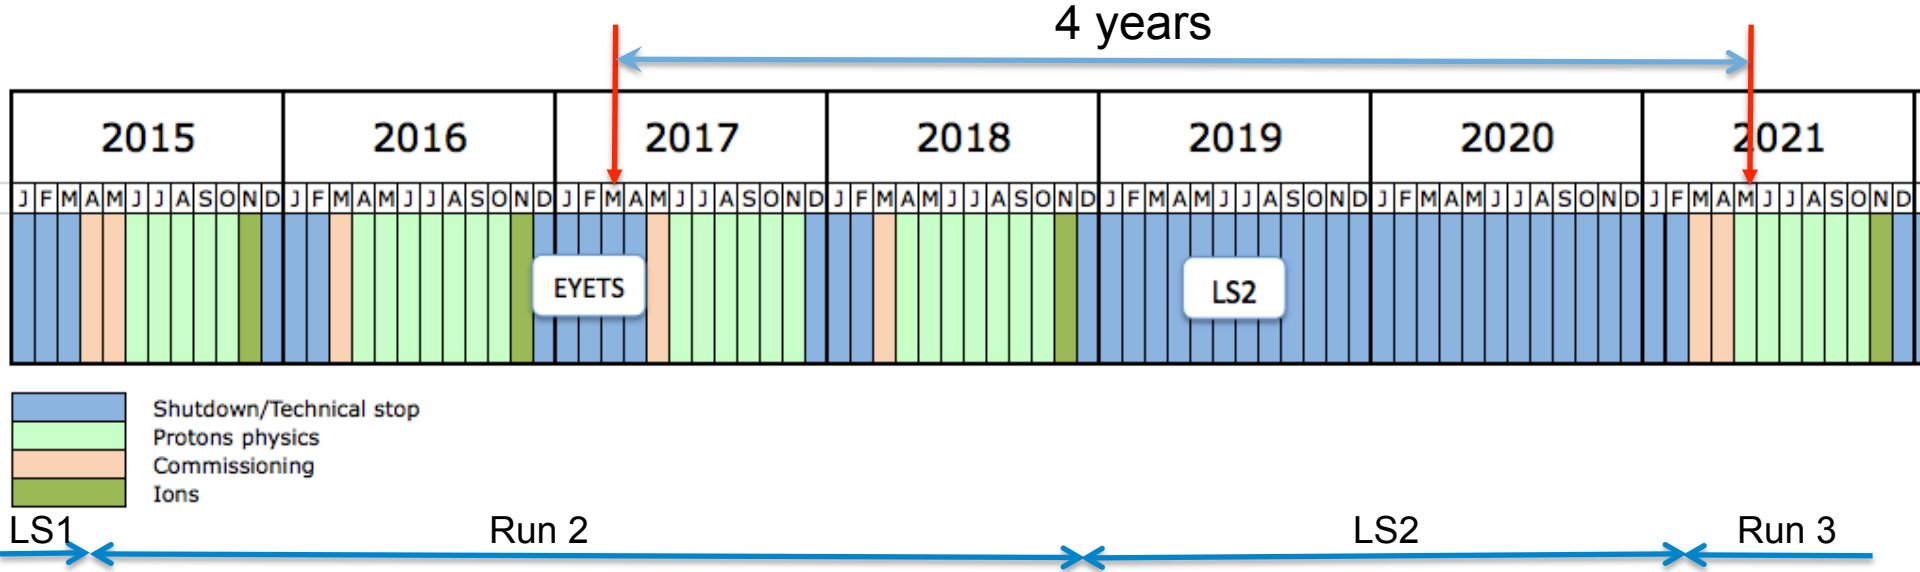 4 years
2015 2016 2017 2018 2019 2020 2021
J F M A M J J A S O N D J F M A M J J A S O N D J F M A M J J A S O N D J F M A M J J A S O N D J F M A M J J A S O N D J F M A M J J A S O N D J F M A M J J A S O N D
EYETS LS2
Shutdown/Technical stop
Protons physics
Commissioning
Ions
LS1 Run 2 LS2 Run 3